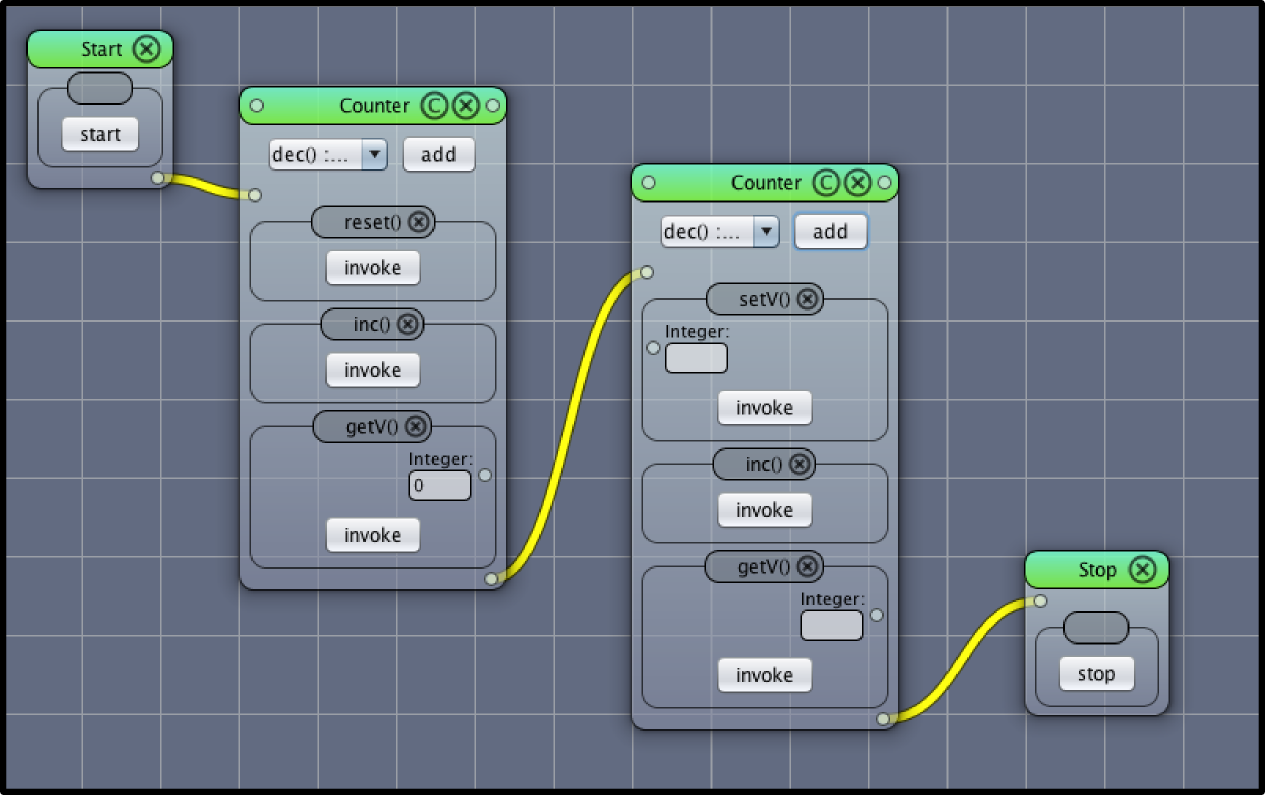 Start
start
Counter C
dec() :...
add
reset()
invoke
inc()
invoke
getV()
Integer:
0
invoke
Counter C
dec() :...
add
setV()
Integer:
invoke
inc()
invoke
getV()
Integer:
invoke
Stop
stop